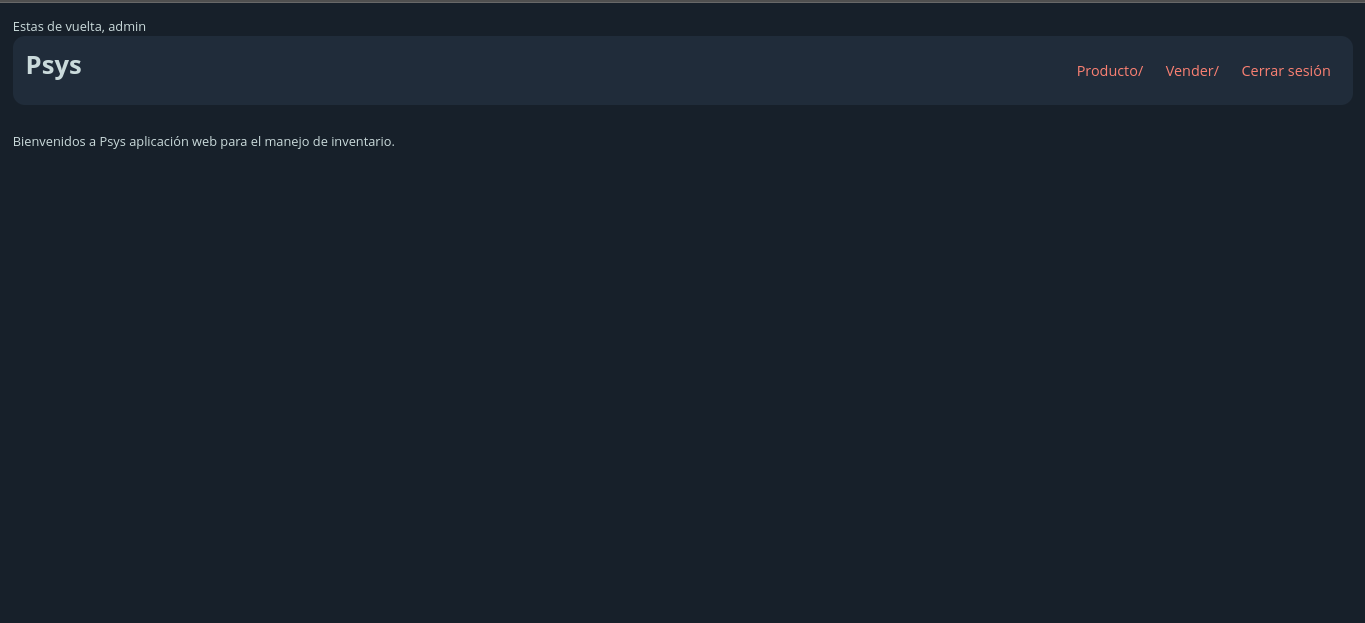 Estas de vuelta, admin
Psys
Producto/ Vender/ Cerrar sesión
Bienvenidos a Psys aplicación web para el manejo de inventario.